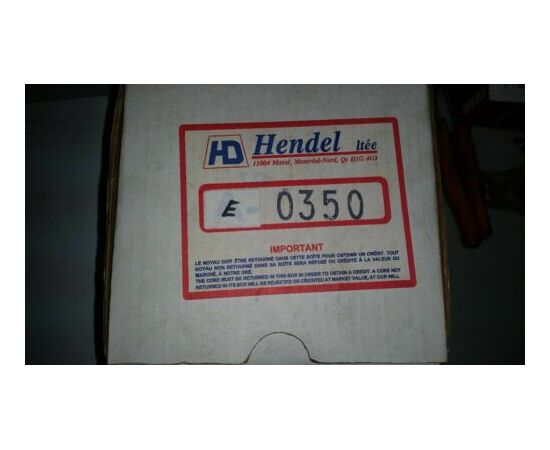 HD Hendel ltée
11904 Massé, Montréal-Nord, Qc H1G 4G3
E 0350
IMPORTANT
LE NOYAU DOIT ÊTRE RETOURNÉ DANS CETTE BOÎTE POUR OBTENIR UN CRÉDIT. TOUT
NOYAU NON RETOURNÉ DANS SA BOÎTE SERA REFUSÉ OU CRÉDITÉ À LA VALEUR DU
MARCHÉ, À NOTRE GRÉ.
THE CORE MUST BE RETURNED IN THIS BOX IN ORDER TO OBTAIN A CREDIT. A CORE NOT
RETURNED IN ITS BOX WILL BE REJECTED OR CREDITED AT MARKET VALUE, AT OUR WILL.